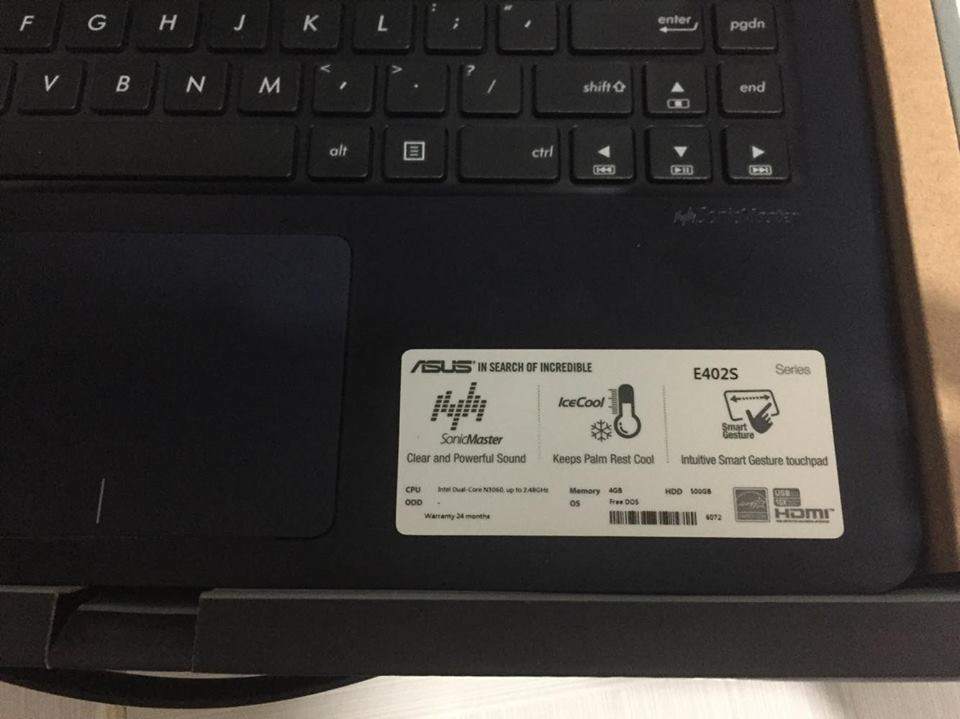 F G H J K L : ; " ' enter pgdn
V B N M < , > . ? / shift end
alt ctrl
SonicMaster
ASUS IN SEARCH OF INCREDIBLE E402S Series
SonicMaster IceCool Smart Gesture
Clear and Powerful Sound Keeps Palm Rest Cool Intuitive Smart Gesture touchpad
CPU Intel Dual-Core N3060, up to 2.48GHz Memory 4GB HDD 500GB
ODD - OS Free DOS
Warranty 24 months 6072 HDMI